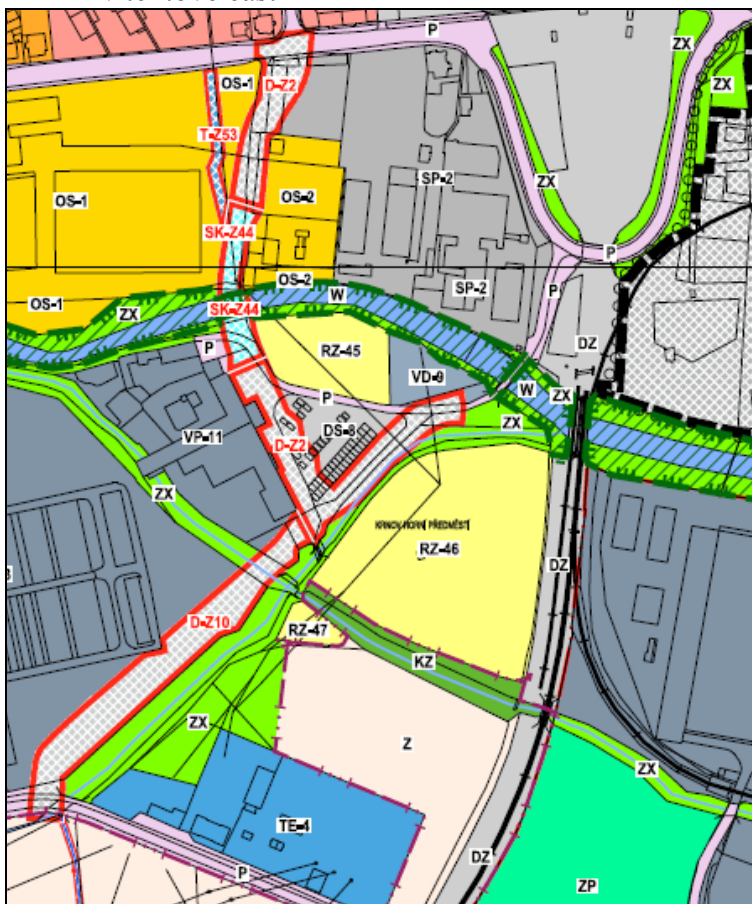 P
ZX
ZX
D-Z2
OS-1
T-Z53
SP-2
ZX
OS-1
OS-2
SK-Z44
P
P
OS-2
SP-2
OS-1
ZX
SK-Z44
W
DZ
P
RZ-45
VD-9
W
ZX
P
DS-8
ZX
VP-11
D-Z2
ZX
KRNOV-HORNÍ PŘEDMĚSTÍ
RZ-46
DZ
D-Z10
RZ-47
KZ
ZX
Z
ZX
TE-4
DZ
P
ZP